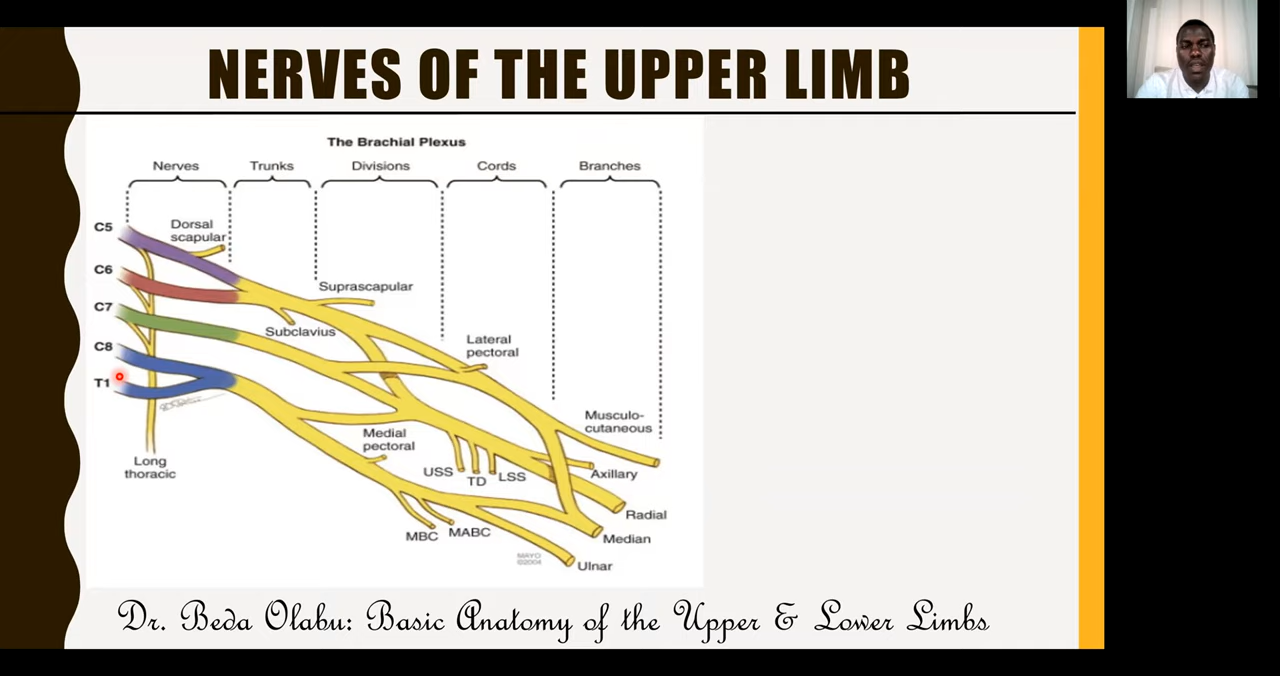 NERVES OF THE UPPER LIMB
The Brachial Plexus
Nerves
Trunks
Divisions
Cords
Branches
C5
C6
C7
C8
T1
Dorsal
scapular
Suprascapular
Subclavius
Lateral
pectoral
Musculo-
cutaneous
Medial
pectoral
Long
thoracic
USS
TD
LSS
Axillary
Radial
MBC
MABC
Median
Ulnar
MAYO
©2004
Dr. Beda Olabu: Basic Anatomy of the Upper & Lower Limbs